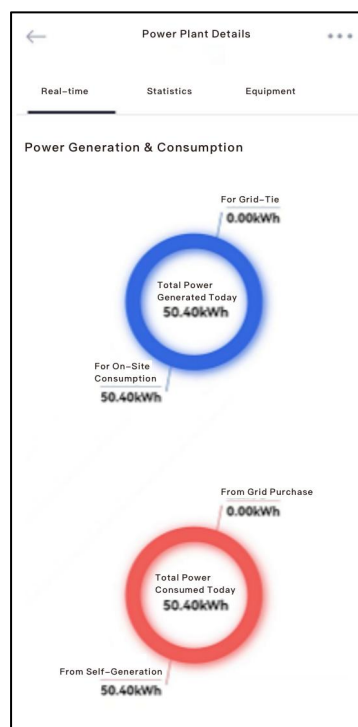 Power Plant Details
Real-time Statistics Equipment
Power Generation & Consumption
For Grid-Tie
0.00kWh
Total Power
Generated Today
50.40kWh
For On-Site
Consumption
50.40kWh
From Grid Purchase
0.00kWh
Total Power
Consumed Today
50.40kWh
From Self-Generation
50.40kWh